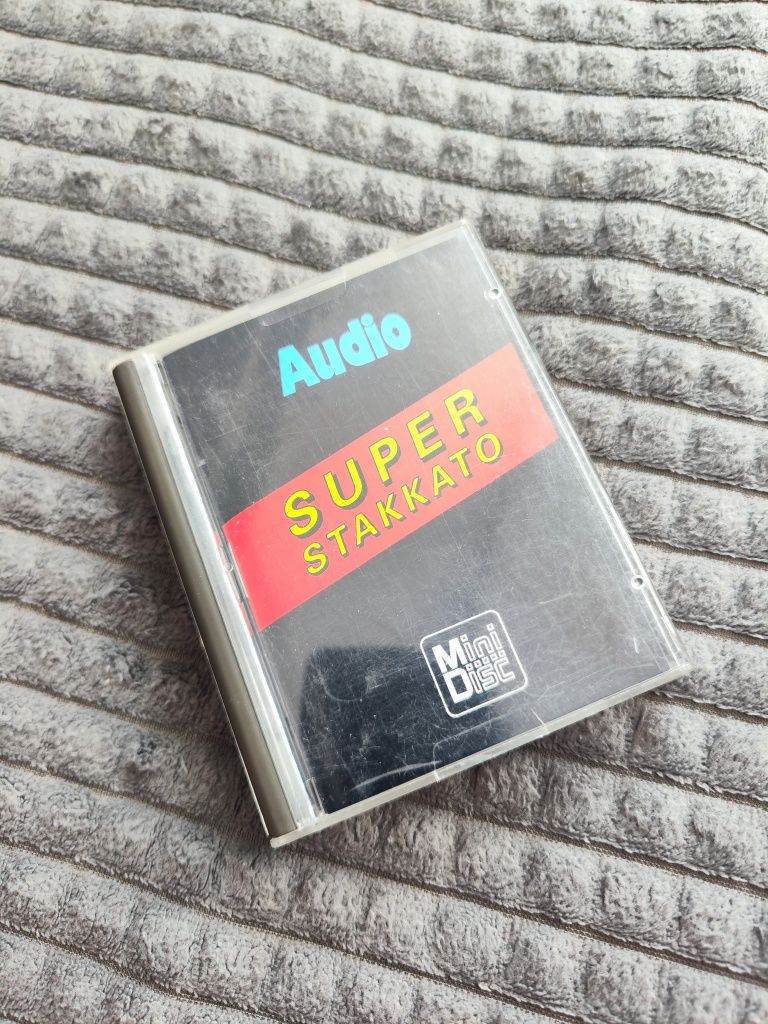 Audio
SUPER
STAKKATO
Mini
Disc